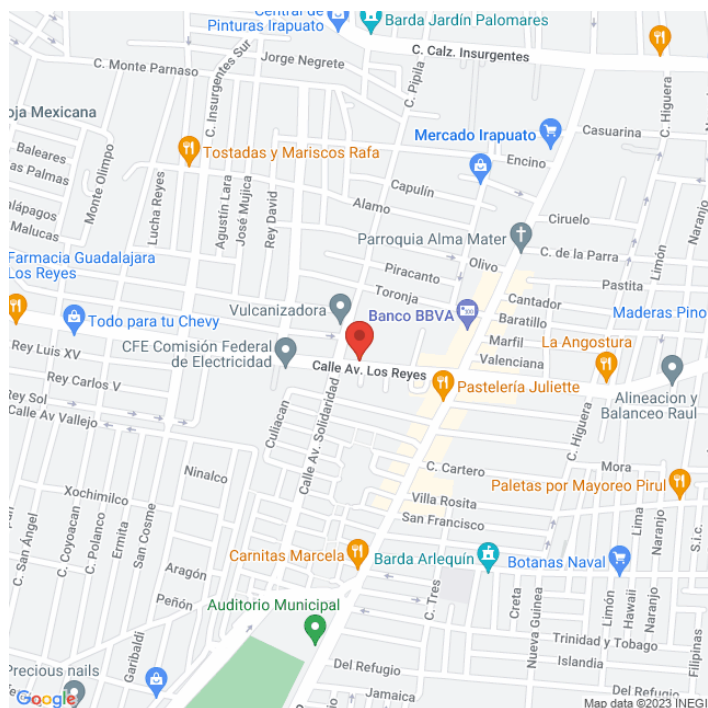 Central de
Pinturas Irapuato
Barda Jardín Palomares
C. Calz. Insurgentes
Jorge Negrete
C. Monte Parnaso
C. Insurgentes Sur
C. Pipila
C. Higuera
oja Mexicana
Mercado Irapuato
Casuarina
Baleares
as Palmas
Monte Olimpo
Tostadas y Mariscos Rafa
Encino
Naranjo
Capulín
Lucha Reyes
Agustín Lara
José Mujica
Rey David
alápagos
Malucas
Alamo
Ciruelo
Limón
Parroquia Alma Mater
C. de la Parra
Farmacia Guadalajara
Los Reyes
Olivo
Piracanto
Pastita
Toronja
Cantador
Vulcanizadora
Banco BBVA
Baratillo
Maderas Pino
Todo para tu Chevy
Marfil
La Angostura
Rey Luis XV
CFE Comisión Federal
de Electricidad
Valenciana
Calle Av. Los Reyes
Rey Carlos V
Pastelería Juliette
Alineacion y
Balanceo Raul
Rey Sol
Calle Av Vallejo
Culiacan
Calle Av. Solidaridad
C. Higuera
Ninalco
C. Cartero
Mora
Xochimilco
Villa Rosita
Paletas por Mayoreo Pirul
San Francisco
C. San Ángel
C. Coyoacan
C. Polanco
Ermita
San Cosme
Lima
Naranjo
S.i.c.
Carnitas Marcela
Barda Arlequín
Botanas Naval
Aragón
Peñón
Auditorio Municipal
C. Tres
Creta
Nueva Guinea
Limón
Hawaii
Naranjo
Garibaldi
Trinidad y Tobago
Filipinas
Precious nails
Del Refugio
Islandia
Del Refugio
Jamaica
Google
Map data ©2023 INEGI